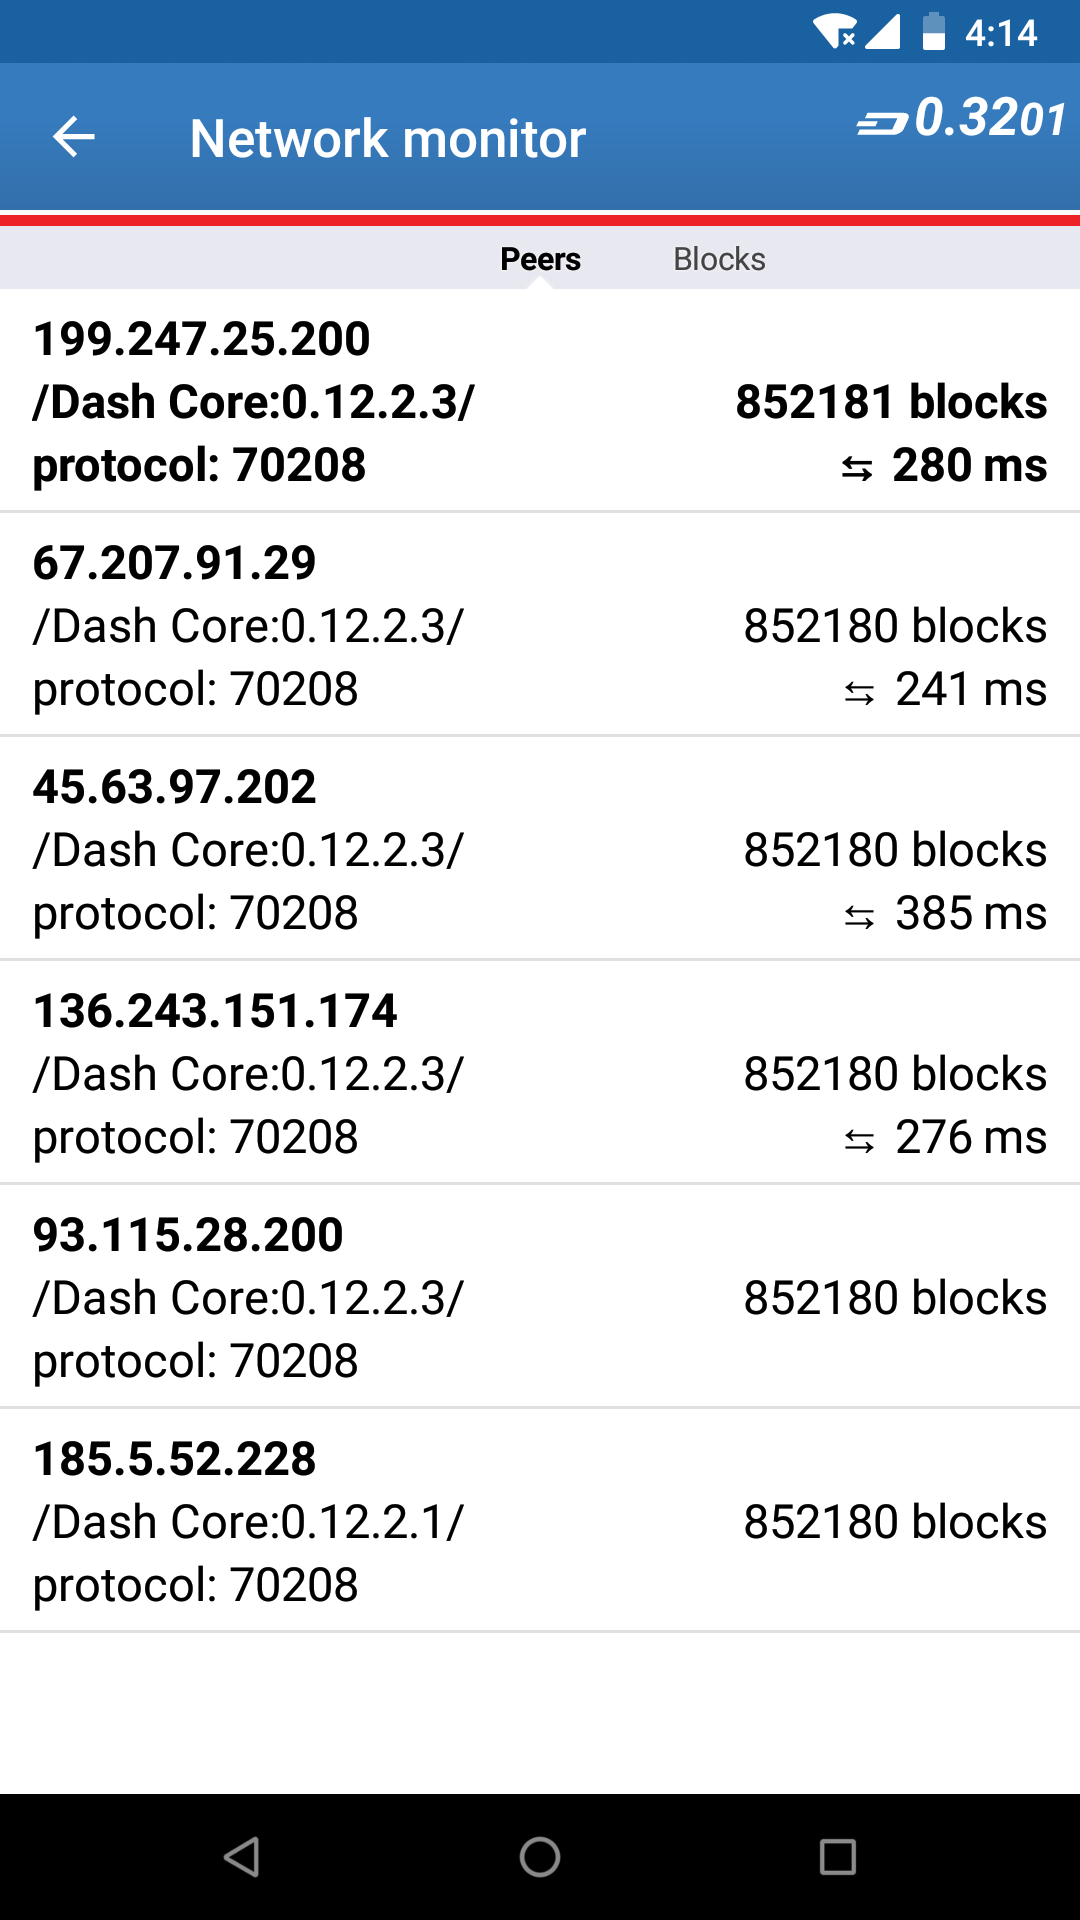 4:14
Network monitor
0.3201
Peers Blocks
199.247.25.200
/Dash Core:0.12.2.3/ 852181 blocks
protocol: 70208 ⇆ 280 ms
67.207.91.29
/Dash Core:0.12.2.3/ 852180 blocks
protocol: 70208 ⇆ 241 ms
45.63.97.202
/Dash Core:0.12.2.3/ 852180 blocks
protocol: 70208 ⇆ 385 ms
136.243.151.174
/Dash Core:0.12.2.3/ 852180 blocks
protocol: 70208 ⇆ 276 ms
93.115.28.200
/Dash Core:0.12.2.3/ 852180 blocks
protocol: 70208
185.5.52.228
/Dash Core:0.12.2.1/ 852180 blocks
protocol: 70208